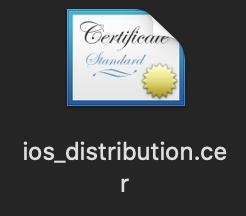 Certificate
Standard
ios_distribution.ce
r